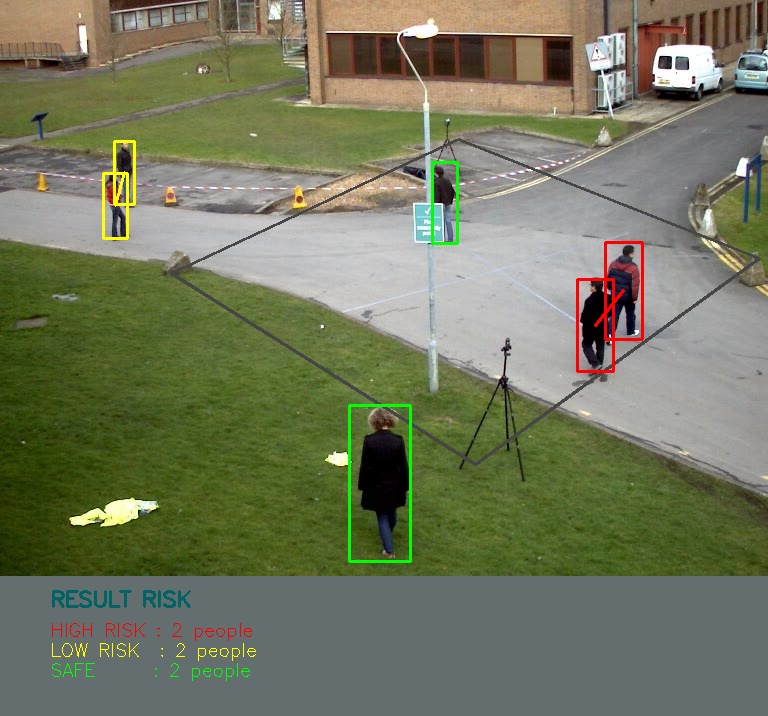 RESULT RISK
HIGH RISK : 2 people
LOW RISK : 2 people
SAFE : 2 people